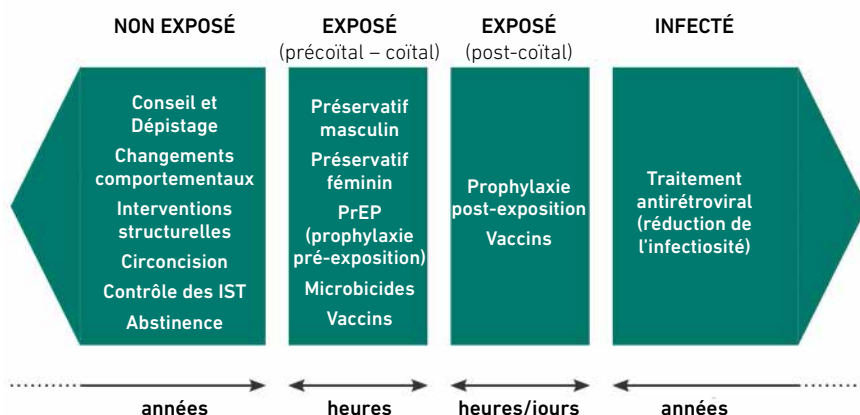 NON EXPOSÉ
Conseil et
Dépistage
Changements
comportementaux
Interventions
structurelles
Circoncision
Contrôle des IST
Abstinence
années
EXPOSÉ
(précoïtal – coïtal)
Préservatif
masculin
Préservatif
féminin
PrEP
(prophylaxie
pré-exposition)
Microbicides
Vaccins
heures
EXPOSÉ
(post-coïtal)
Prophylaxie
post-exposition
Vaccins
heures/jours
INFECTÉ
Traitement
antirétroviral
(réduction de
l’infectiosité)
années